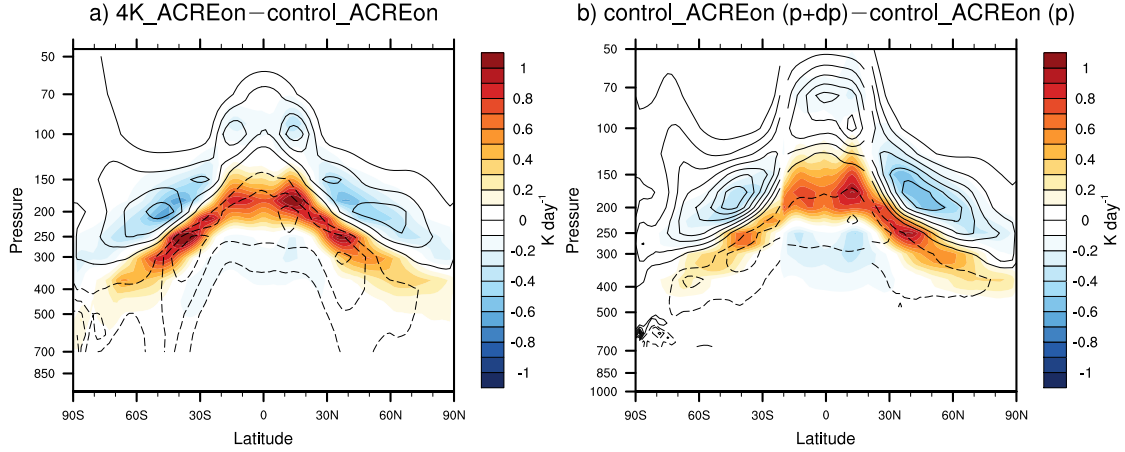 a) 4K_ACREon−control_ACREon
b) control_ACREon (p+dp)−control_ACREon (p)
Pressure
50
70
100
150
200
250
300
400
500
700
850
90S
60S
30S
0
30N
60N
90N
Latitude
1
0.8
0.6
0.4
0.2
0
-0.2
-0.4
-0.6
-0.8
-1
K day⁻¹
Pressure
50
70
100
150
200
250
300
400
500
700
850
1000
90S
60S
30S
0
30N
60N
90N
Latitude
1
0.8
0.6
0.4
0.2
0
-0.2
-0.4
-0.6
-0.8
-1
K day⁻¹